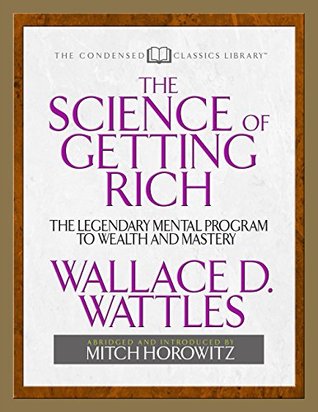 THE CONDENSED CLASSICS LIBRARY™
THE
SCIENCE OF
GETTING
RICH
THE LEGENDARY MENTAL PROGRAM
TO WEALTH AND MASTERY
WALLACE D.
WATTLES
ABRIDGED AND INTRODUCED BY
MITCH HOROWITZ